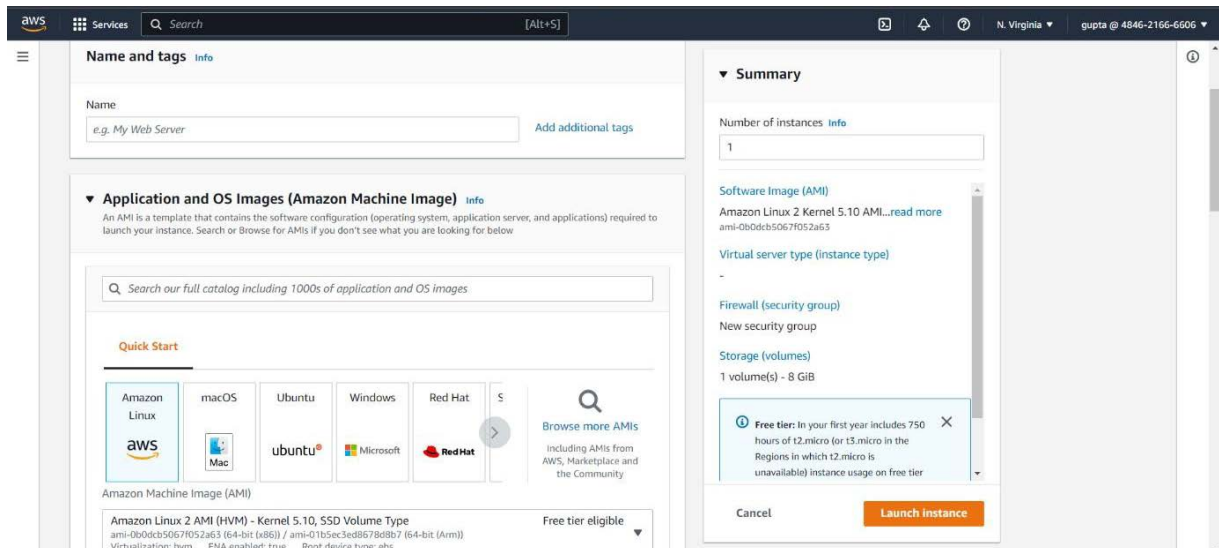 aws
Services
Search
[Alt+S]
N. Virginia ▼
gupta @ 4846-2166-6606 ▼
Name and tags Info
Name
e.g. My Web Server
Add additional tags
▼ Application and OS Images (Amazon Machine Image) Info
An AMI is a template that contains the software configuration (operating system, application server, and applications) required to
launch your instance. Search or Browse for AMIs if you don't see what you are looking for below
Search our full catalog including 1000s of application and OS images
Quick Start
Amazon
Linux
aws
macOS
Mac
Ubuntu
ubuntu®
Windows
Microsoft
Red Hat
Red Hat
S
Browse more AMIs
Including AMIs from
AWS, Marketplace and
the Community
Amazon Machine Image (AMI)
Amazon Linux 2 AMI (HVM) - Kernel 5.10, SSD Volume Type
Free tier eligible
ami-0b0dcb5067f052a63 (64-bit (x86)) / ami-01b5ec3ed8678d8b7 (64-bit (Arm))
Virtualization: hvm ENA enabled: true Root device type: ebs
▼ Summary
Number of instances Info
1
Software Image (AMI)
Amazon Linux 2 Kernel 5.10 AMI...read more
ami-0b0dcb5067f052a63
Virtual server type (instance type)
-
Firewall (security group)
New security group
Storage (volumes)
1 volume(s) - 8 GiB
Free tier: In your first year includes 750
hours of t2.micro (or t3.micro in the
Regions in which t2.micro is
unavailable) instance usage on free tier
Cancel
Launch instance